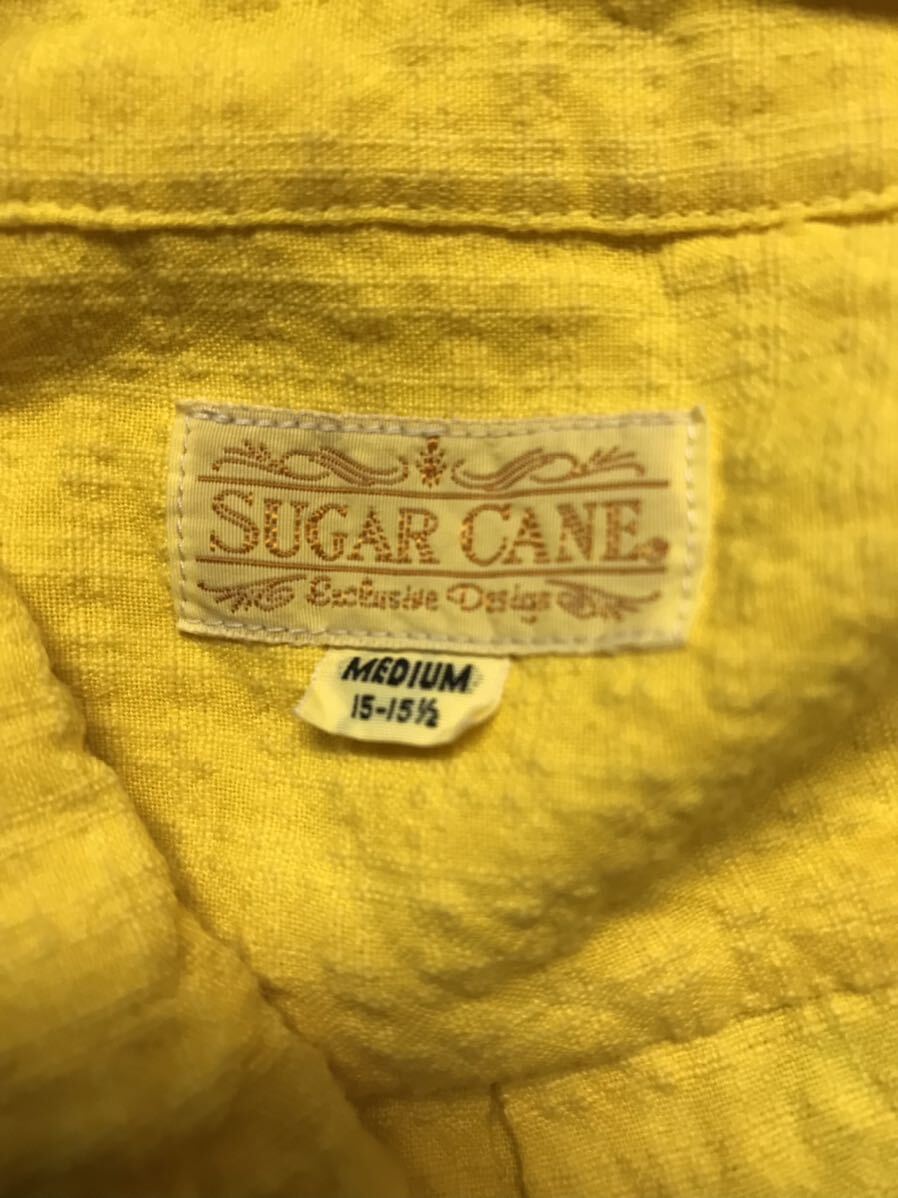 SUGAR CANE.
Exclusive Design
MEDIUM
15-15½